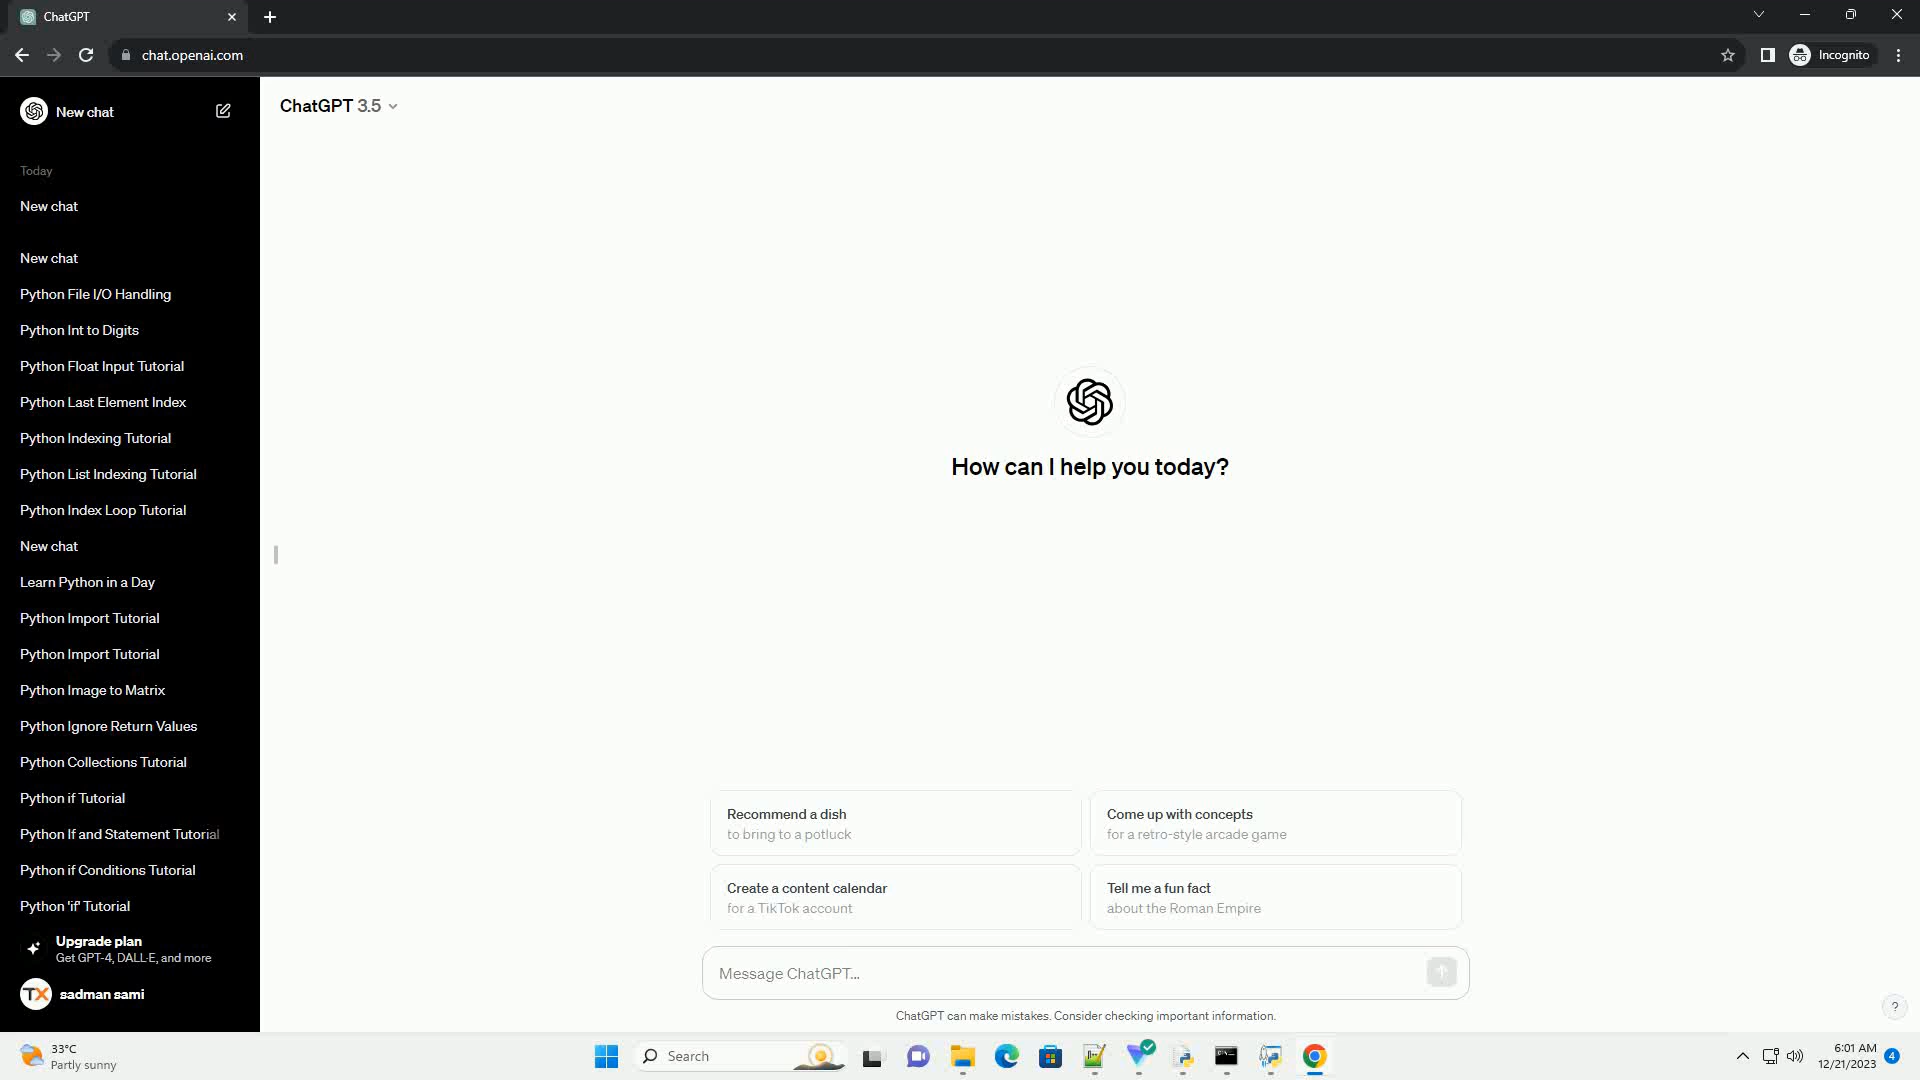 ChatGPT
chat.openai.com
Incognito
New chat
ChatGPT 3.5
Today
New chat
New chat
Python File I/O Handling
Python Int to Digits
Python Float Input Tutorial
Python Last Element Index
Python Indexing Tutorial
Python List Indexing Tutorial
Python Index Loop Tutorial
New chat
Learn Python in a Day
Python Import Tutorial
Python Import Tutorial
Python Image to Matrix
Python Ignore Return Values
Python Collections Tutorial
Python if Tutorial
Python If and Statement Tutorial
Python if Conditions Tutorial
Python 'if' Tutorial
Upgrade plan
Get GPT-4, DALL·E, and more
TX
sadman sami
How can I help you today?
Recommend a dish
to bring to a potluck
Come up with concepts
for a retro-style arcade game
Create a content calendar
for a TikTok account
Tell me a fun fact
about the Roman Empire
Message ChatGPT...
ChatGPT can make mistakes. Consider checking important information.
?
33°C
Partly sunny
Search
6:01 AM
12/21/2023
4